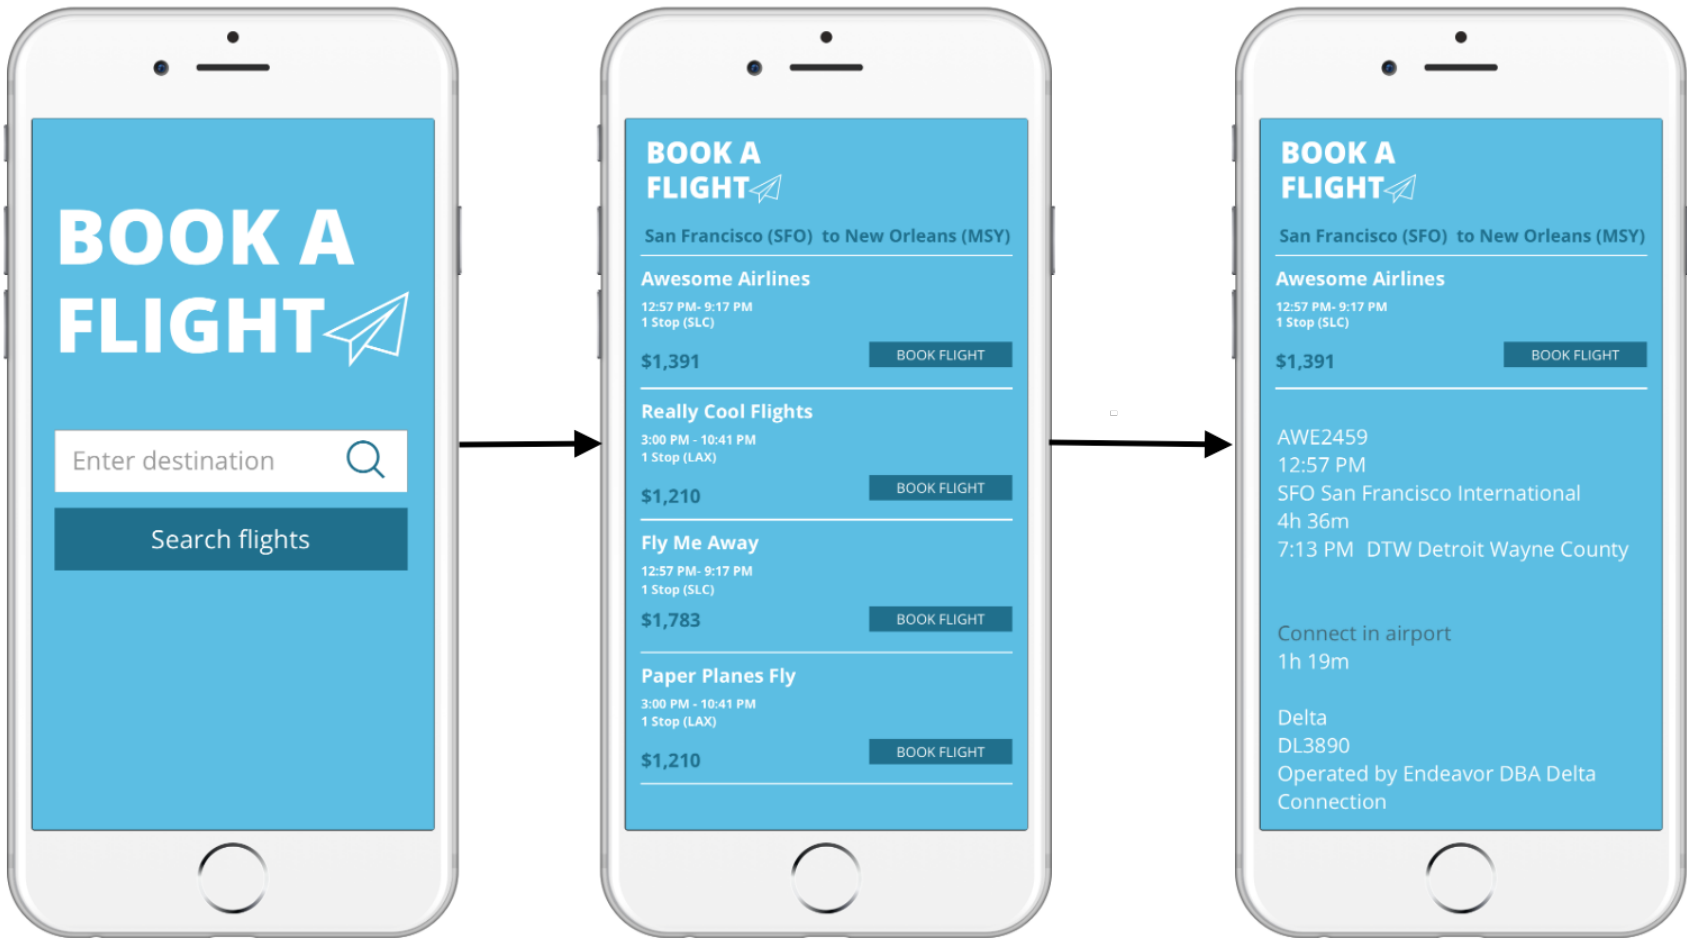 BOOK A
FLIGHT
Enter destination
Search flights
BOOK A
FLIGHT
San Francisco (SFO) to New Orleans (MSY)
Awesome Airlines
12:57 PM- 9:17 PM
1 Stop (SLC)
$1,391
BOOK FLIGHT
Really Cool Flights
3:00 PM - 10:41 PM
1 Stop (LAX)
$1,210
BOOK FLIGHT
Fly Me Away
12:57 PM- 9:17 PM
1 Stop (SLC)
$1,783
BOOK FLIGHT
Paper Planes Fly
3:00 PM - 10:41 PM
1 Stop (LAX)
$1,210
BOOK FLIGHT
BOOK A
FLIGHT
San Francisco (SFO) to New Orleans (MSY)
Awesome Airlines
12:57 PM- 9:17 PM
1 Stop (SLC)
$1,391
BOOK FLIGHT
AWE2459
12:57 PM
SFO San Francisco International
4h 36m
7:13 PM DTW Detroit Wayne County
Connect in airport
1h 19m
Delta
DL3890
Operated by Endeavor DBA Delta
Connection